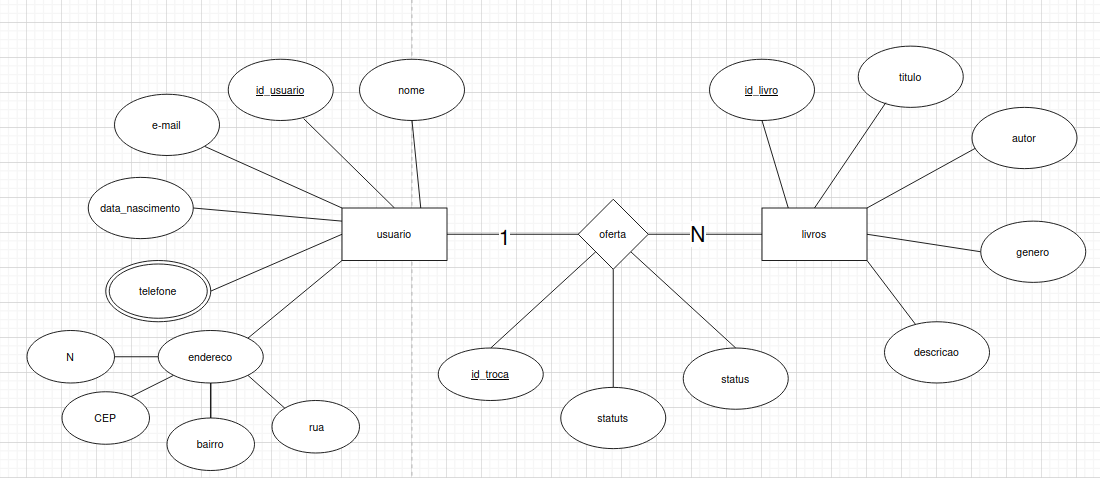 id_usuario
nome
e-mail
data_nascimento
telefone
endereco
N
CEP
bairro
rua
usuario
1
oferta
N
livros
id_troca
statuts
status
id_livro
titulo
autor
genero
descricao